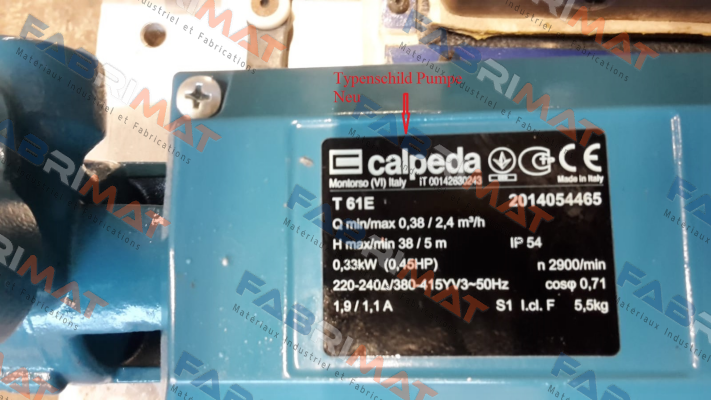 Typenschild Pumpe
Neu
calpeda
Montorso (VI) Italy IT 00142630243
Made in Italy
T 61E 2014054465
Q min/max 0,38 / 2,4 m³/h
H max/min 38 / 5 m IP 54
0,33kW (0,45HP) n 2900/min
220-240Δ/380-415YV3~50Hz cosφ 0,71
1,9 / 1,1 A S1 I.cl. F 5,5kg
FABRIMAT
Materiaux Industriel et Fabrications